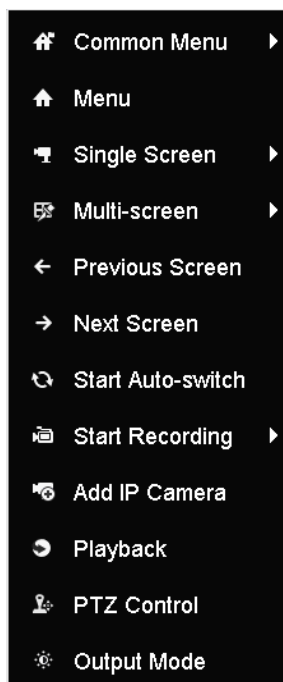 Common Menu
Menu
Single Screen
Multi-screen
Previous Screen
Next Screen
Start Auto-switch
Start Recording
Add IP Camera
Playback
PTZ Control
Output Mode